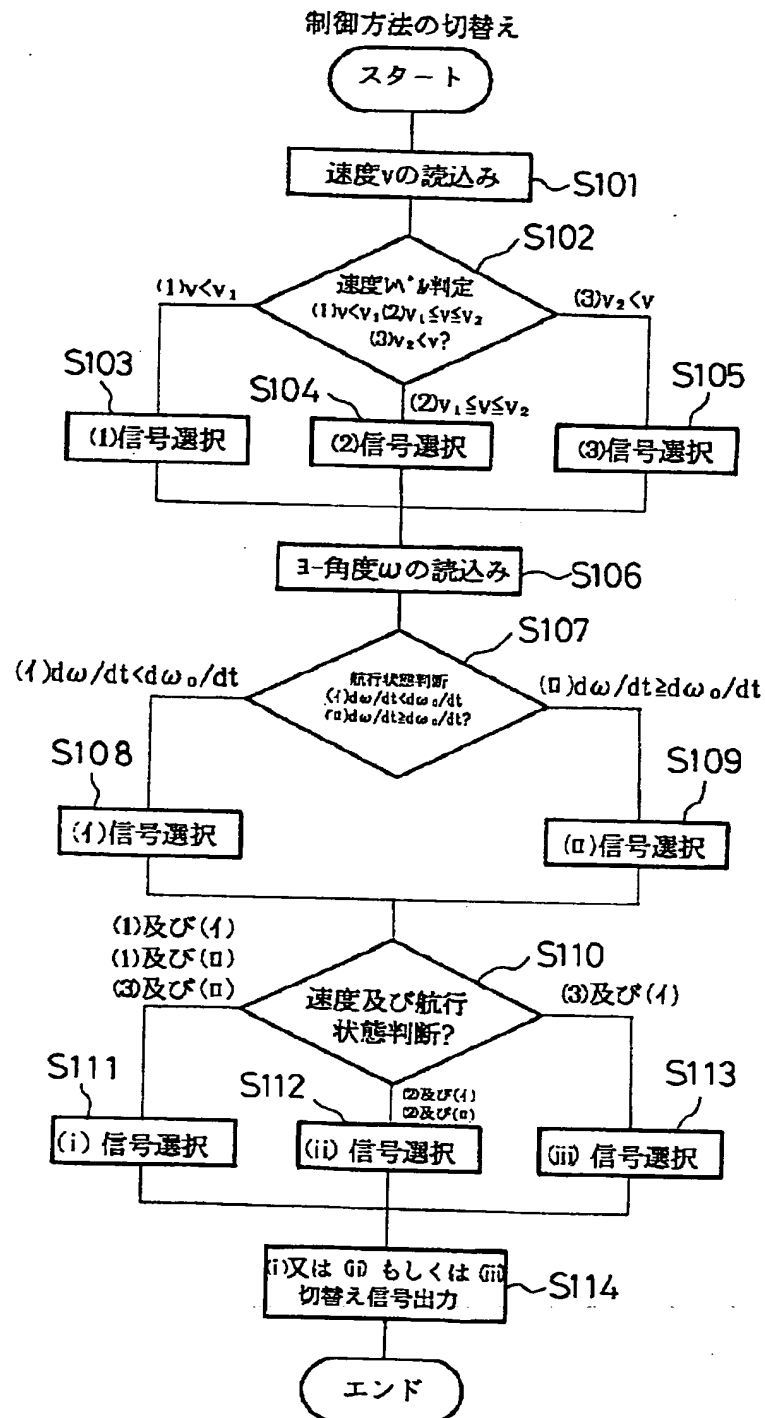 制御方法の切替え
スタート
速度vの読込み
S101
S102
(1)v<v₁
速度ﾚﾍﾞﾙ判定
(1)v<v₁(2)v₁≦v≦v₂
(3)v₂<v?
(3)v₂<v
S103
S104
(2)v₁≦v≦v₂
S105
(1)信号選択
(2)信号選択
(3)信号選択
ﾖｰ角度ωの読込み
S106
S107
(ｲ)dω/dt<dω₀/dt
航行状態判断
(ｲ)dω/dt<dω₀/dt
(ﾛ)dω/dt≧dω₀/dt?
(ﾛ)dω/dt≧dω₀/dt
S108
S109
(ｲ)信号選択
(ﾛ)信号選択
(1)及び(ｲ)
(1)及び(ﾛ)
(3)及び(ﾛ)
S110
速度及び航行
状態判断?
(3)及び(ｲ)
S111
S112
(2)及び(ｲ)
(2)及び(ﾛ)
S113
(i) 信号選択
(ii) 信号選択
(iii) 信号選択
(i)又は (ii) もしくは (iii)
切替え信号出力
S114
エンド